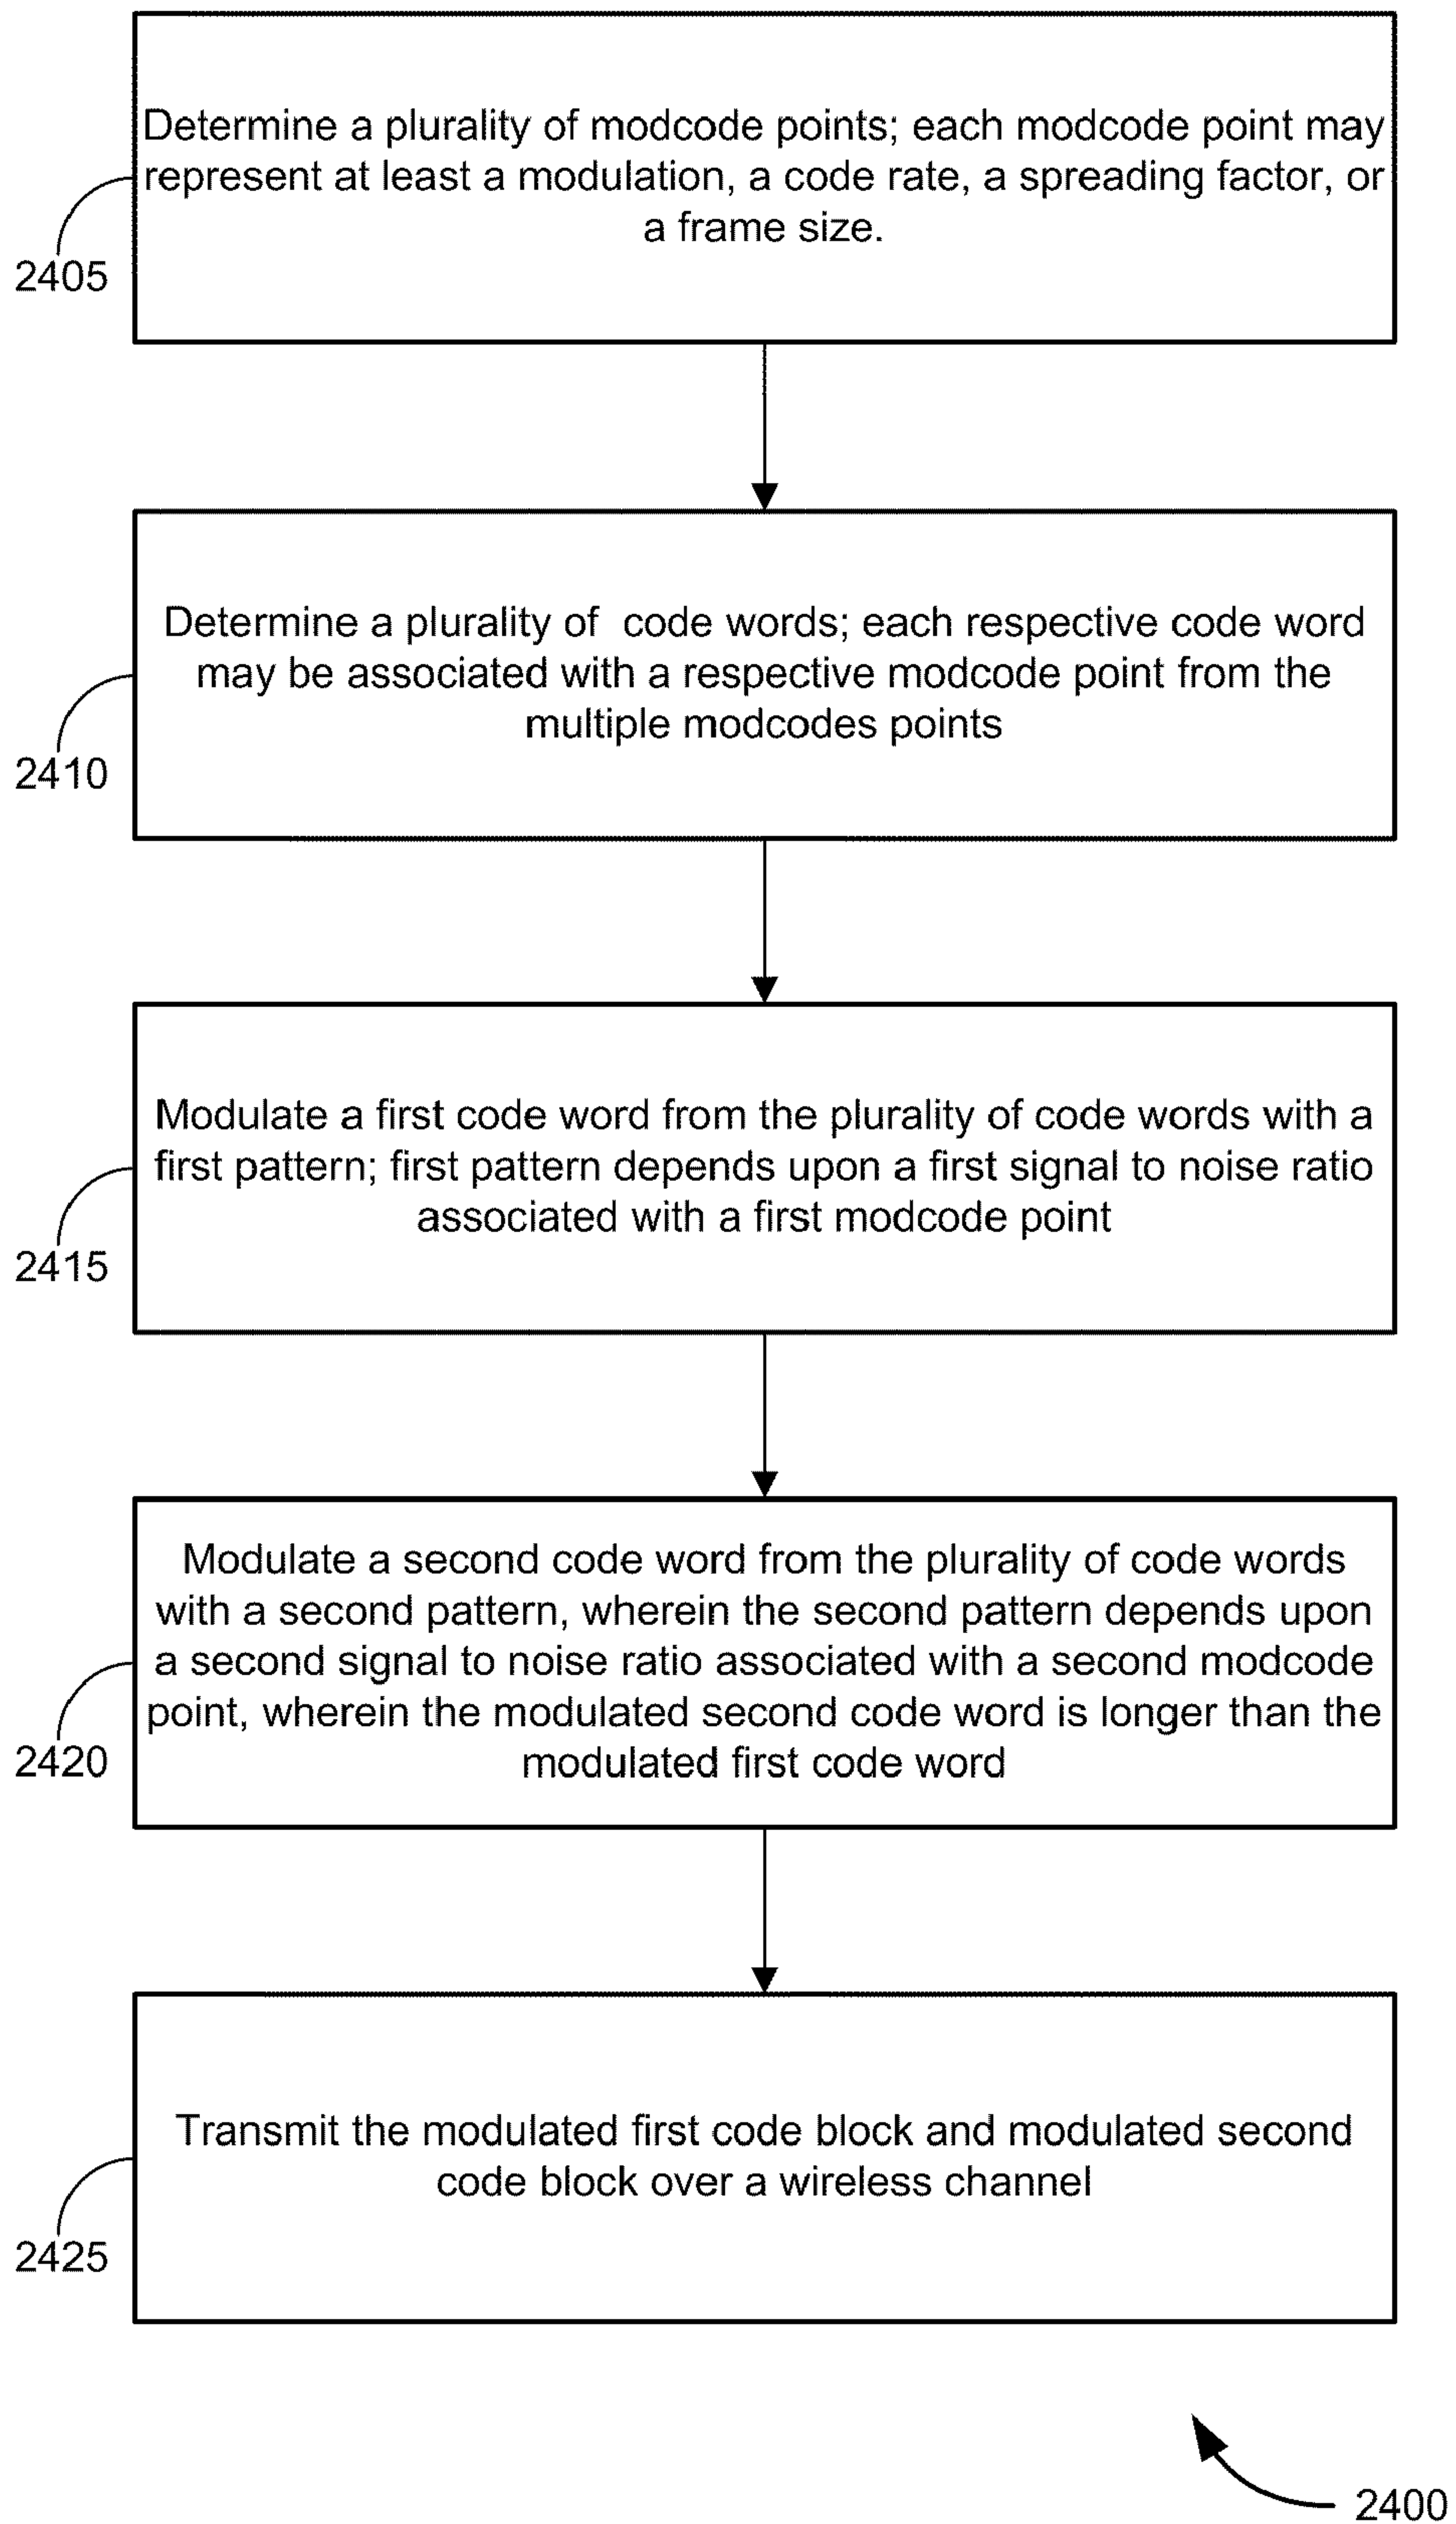 Determine a plurality of modcode points; each modcode point may
represent at least a modulation, a code rate, a spreading factor, or
a frame size.
2405
Determine a plurality of  code words; each respective code word
may be associated with a respective modcode point from the
multiple modcodes points
2410
Modulate a first code word from the plurality of code words with a
first pattern; first pattern depends upon a first signal to noise ratio
associated with a first modcode point
2415
Modulate a second code word from the plurality of code words
with a second pattern, wherein the second pattern depends upon
a second signal to noise ratio associated with a second modcode
point, wherein the modulated second code word is longer than the
modulated first code word
2420
Transmit the modulated first code block and modulated second
code block over a wireless channel
2425
2400